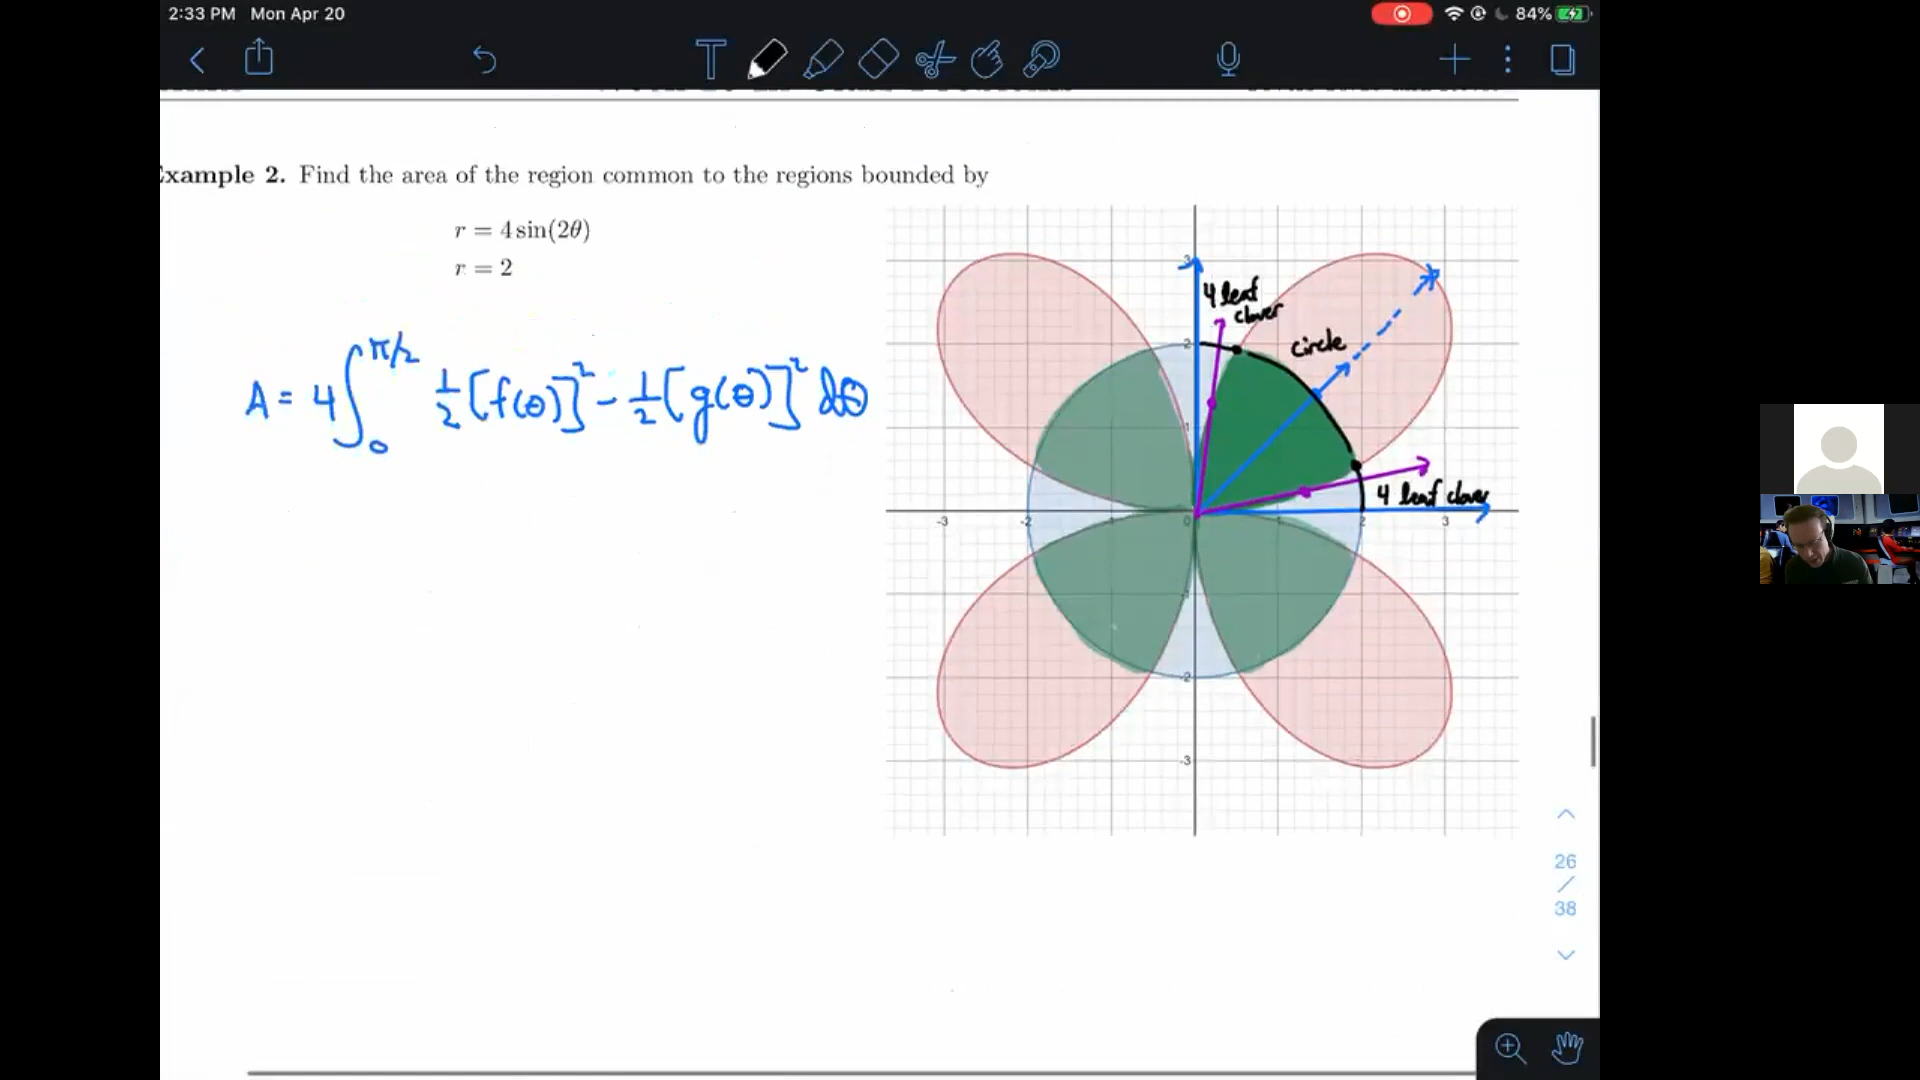 2:33 PM Mon Apr 20
84%
Example 2. Find the area of the region common to the regions bounded by
r = 4 sin(2θ)
r = 2
A = 4 ∫₀^{π/2} ½ [f(θ)]² − ½ [g(θ)]² dθ
4 leaf
clover
circle
4 leaf clover
3
2
1
-3
-2
-1
0
1
2
3
-1
-2
-3
26
/
38